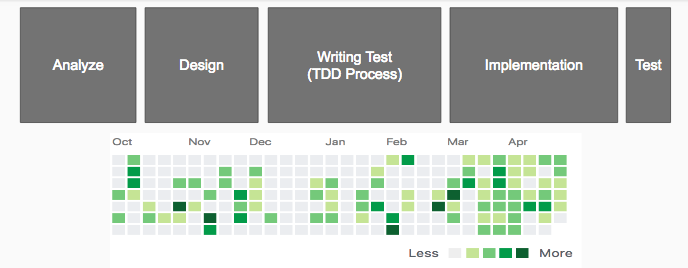 Analyze
Design
Writing Test
(TDD Process)
Implementation
Test
Oct Nov Dec Jan Feb Mar Apr
Less More